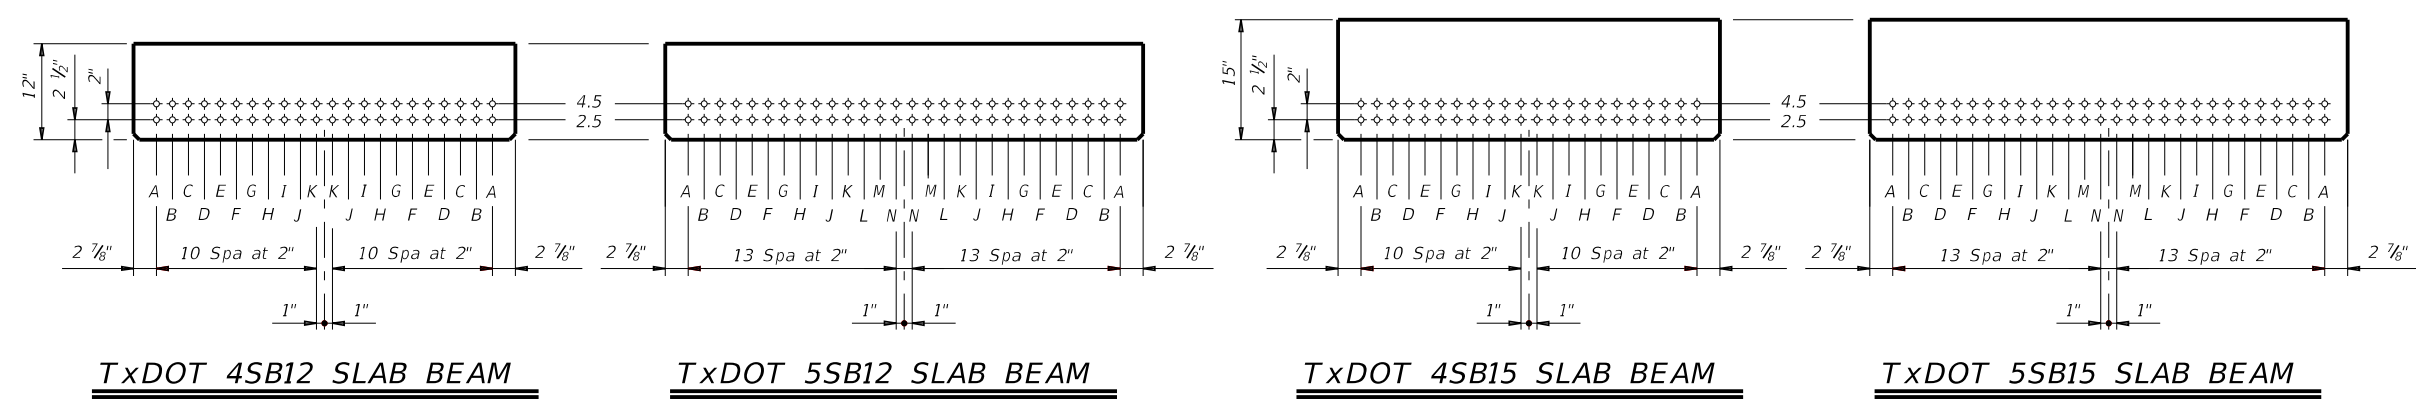 12" 2 ½" 2" 4.5 15" 2 ½" 2" 4.5
2.5 2.5
A C E G I K K I G E C A A C E G I K M M K I G E C A A C E G I K K I G E C A A C E G I K M M K I G E C A
B D F H J J H F D B B D F H J L N N L J H F D B B D F H J J H F D B B D F H J L N N L J H F D B
2 ⅞" 10 Spa at 2" 10 Spa at 2" 2 ⅞" 2 ⅞" 13 Spa at 2" 13 Spa at 2" 2 ⅞" 2 ⅞" 10 Spa at 2" 10 Spa at 2" 2 ⅞" 2 ⅞" 13 Spa at 2" 13 Spa at 2" 2 ⅞"
1" 1" 1" 1" 1" 1" 1" 1"
TxDOT 4SB12 SLAB BEAM TxDOT 5SB12 SLAB BEAM TxDOT 4SB15 SLAB BEAM TxDOT 5SB15 SLAB BEAM